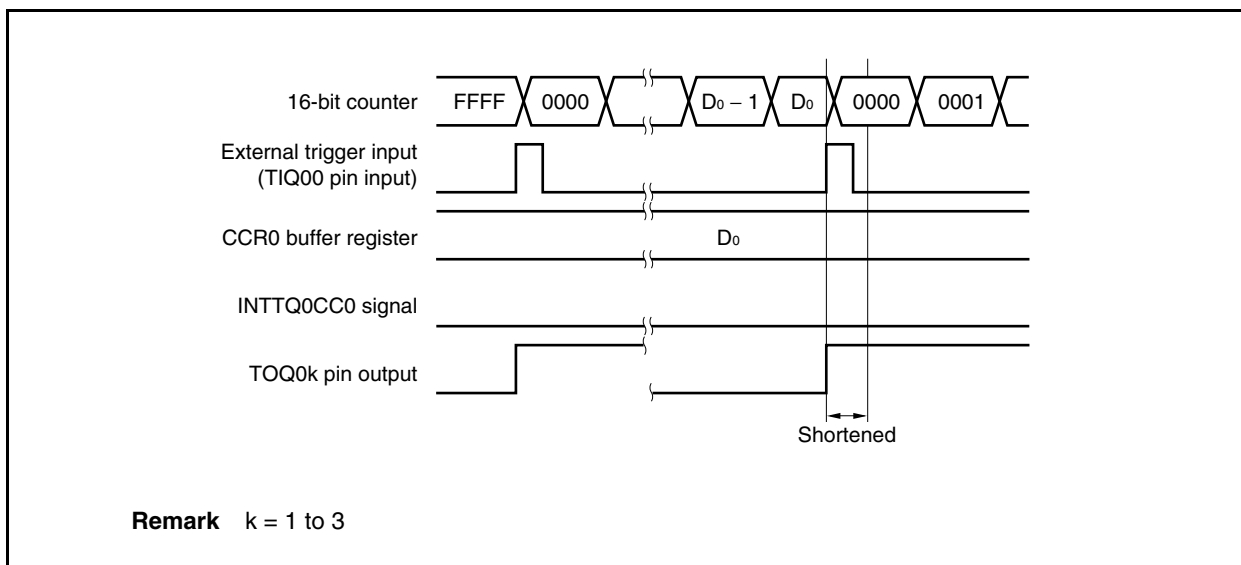 16-bit counter FFFF 0000 D₀ − 1 D₀ 0000 0001
External trigger input
(TIQ00 pin input)
CCR0 buffer register D₀
INTTQ0CC0 signal
TOQ0k pin output
Shortened
Remark k = 1 to 3